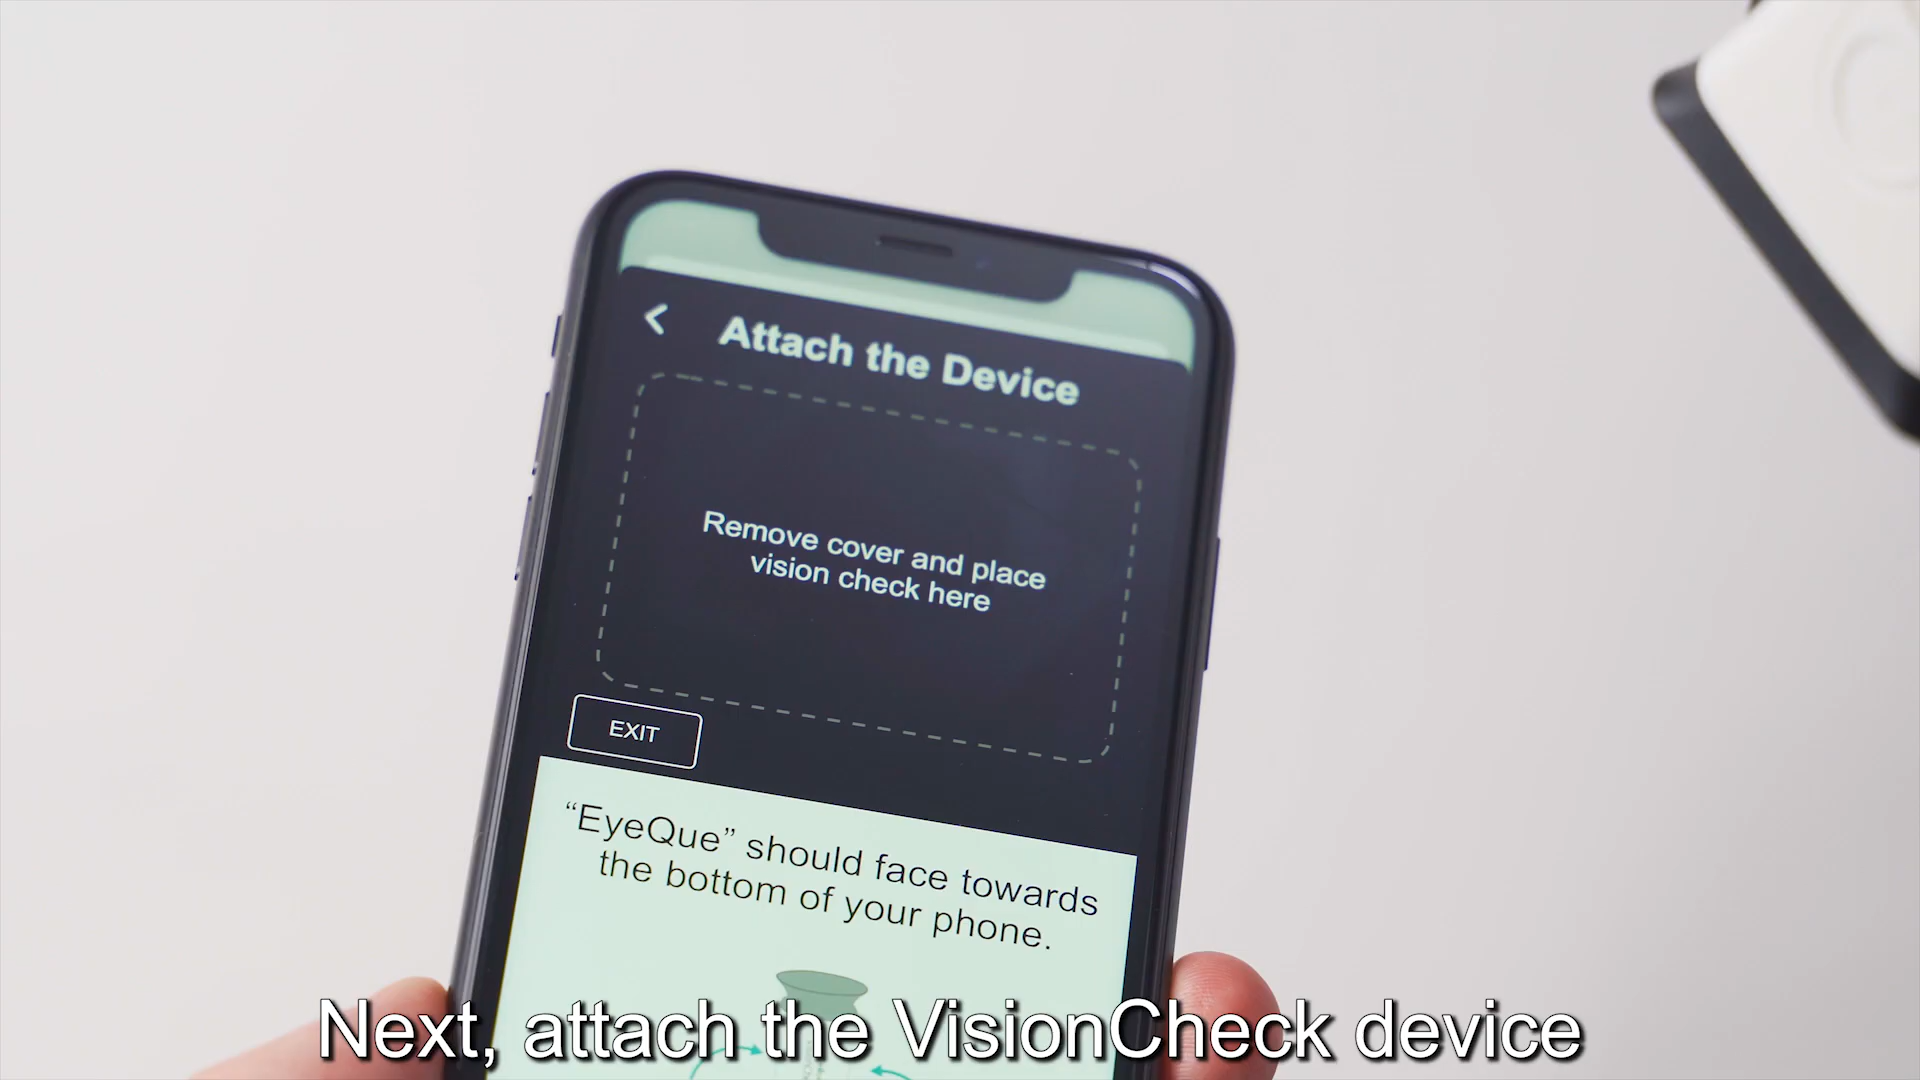 Attach the Device
Remove cover and place
vision check here
EXIT
“EyeQue” should face towards
the bottom of your phone.
Next, attach the VisionCheck device